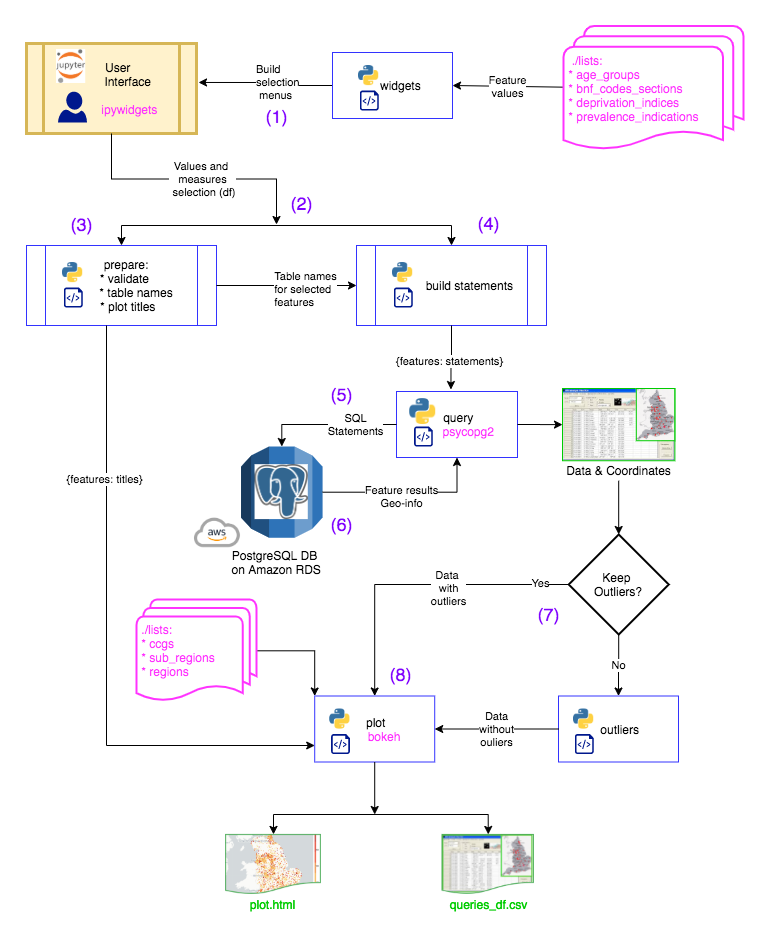 jupyter
User
Interface
ipywidgets
Build
selection
menus
(1)
widgets
</>
Feature
values
./lists:
* age_groups
* bnf_codes_sections
* deprivation_indices
* prevalence_indications
Values and
measures
selection (df)
(2)
(3)
(4)
prepare:
* validate
* table names
* plot titles
</>
Table names
for selected
features
build statements
</>
{features: statements}
(5)
SQL
Statements
query
psycopg2
</>
Data & Coordinates
{features: titles}
Feature results
Geo-info
(6)
aws
PostgreSQL DB
on Amazon RDS
Keep
Outliers?
Yes
Data
with
outliers
(7)
No
./lists:
* ccgs
* sub_regions
* regions
(8)
plot
bokeh
</>
Data
without
ouliers
outliers
</>
plot.html
queries_df.csv